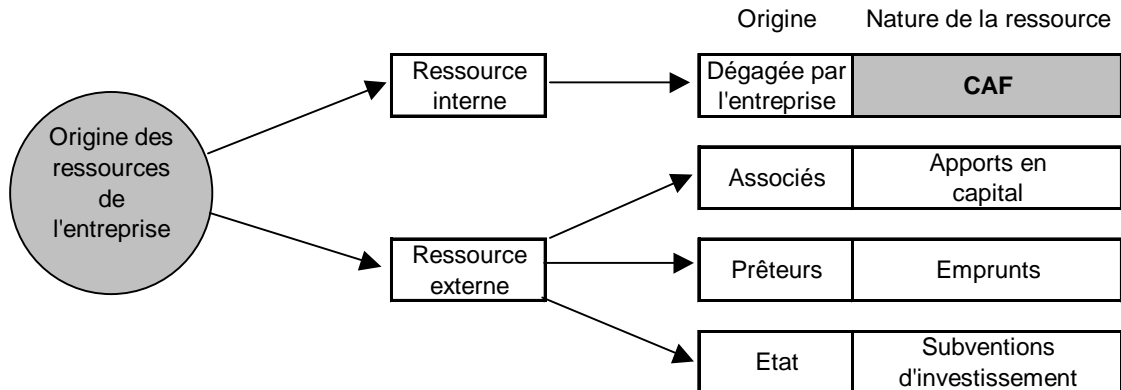 Origine
Nature de la ressource
Ressource
interne
Dégagée par
l'entreprise
CAF
Origine des
ressources
de
l'entreprise
Associés
Apports en
capital
Ressource
externe
Prêteurs
Emprunts
Etat
Subventions
d'investissement